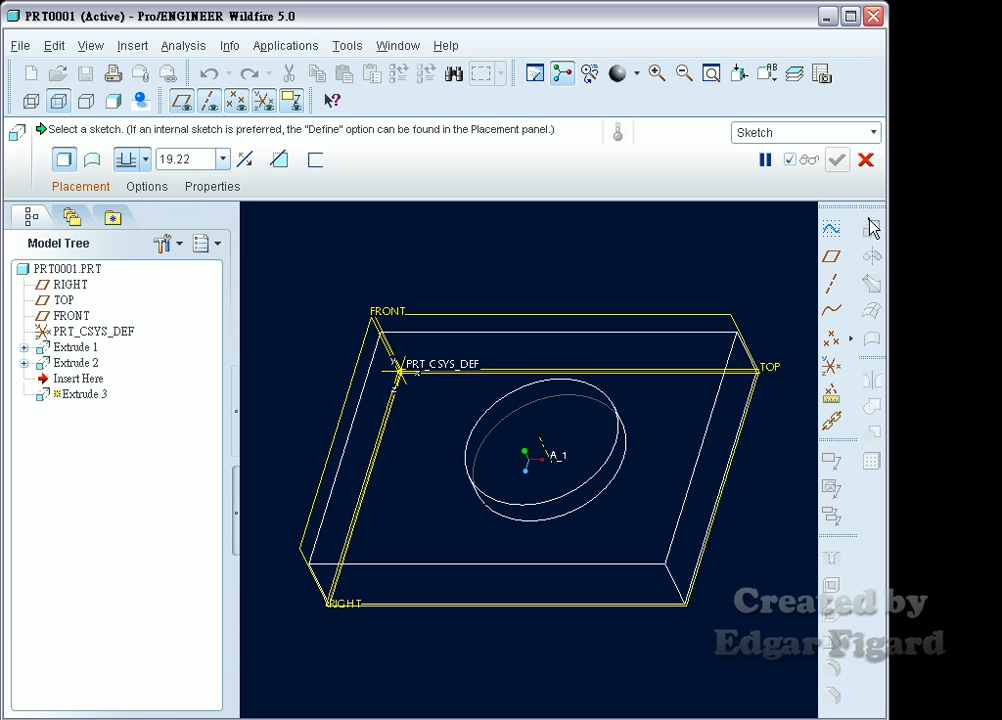 PRT0001 (Active) - Pro/ENGINEER Wildfire 5.0
File Edit View Insert Analysis Info Applications Tools Window Help
Select a sketch. (If an internal sketch is preferred, the "Define" option can be found in the Placement panel.)
Sketch
19.22
Placement Options Properties
Model Tree
PRT0001.PRT
RIGHT
TOP
FRONT
PRT_CSYS_DEF
Extrude 1
Extrude 2
Insert Here
Extrude 3
FRONT
PRT_CSYS_DEF
TOP
A_1
RIGHT
Created by
Edgar Figard